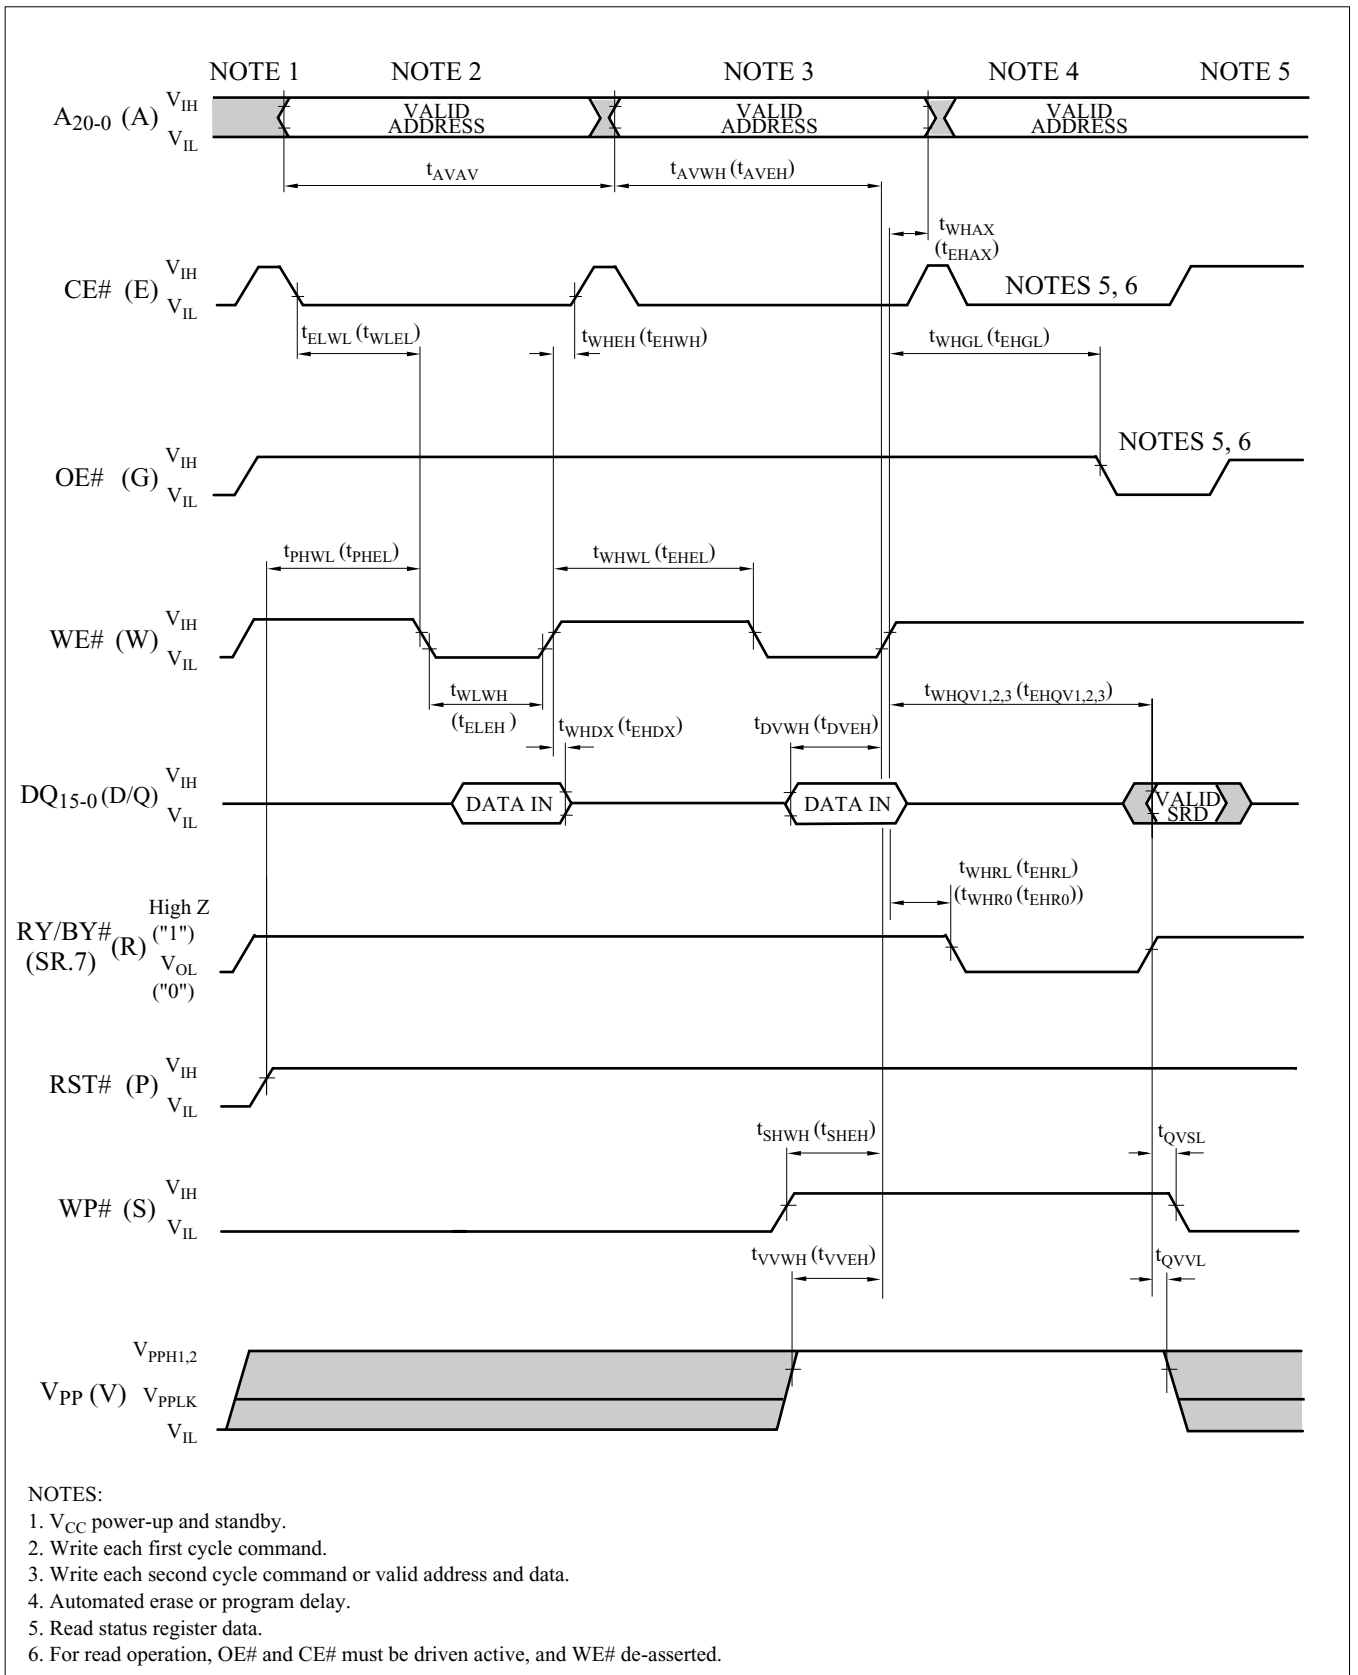 NOTE 1 NOTE 2 NOTE 3 NOTE 4 NOTE 5
A20-0 (A) VIH VIL
VALID ADDRESS VALID ADDRESS VALID ADDRESS
tAVAV tAVWH (tAVEH)
tWHAX
(tEHAX)
CE# (E) VIH VIL NOTES 5, 6
tELWL (tWLEL) tWHEH (tEHWH) tWHGL (tEHGL)
OE# (G) VIH VIL NOTES 5, 6
tPHWL (tPHEL) tWHWL (tEHEL)
WE# (W) VIH VIL
tWLWH
(tELEH )
tWHDX (tEHDX) tDVWH (tDVEH) tWHQV1,2,3 (tEHQV1,2,3)
DQ15-0 (D/Q) VIH VIL DATA IN DATA IN VALID SRD
tWHRL (tEHRL)
(tWHR0 (tEHR0))
RY/BY# (R)
(SR.7)
High Z
("1")
VOL
("0")
RST# (P) VIH VIL
tSHWH (tSHEH) tQVSL
WP# (S) VIH VIL
tVVWH (tVVEH) tQVVL
VPP (V) VPPH1,2 VPPLK VIL
NOTES:
1. VCC power-up and standby.
2. Write each first cycle command.
3. Write each second cycle command or valid address and data.
4. Automated erase or program delay.
5. Read status register data.
6. For read operation, OE# and CE# must be driven active, and WE# de-asserted.